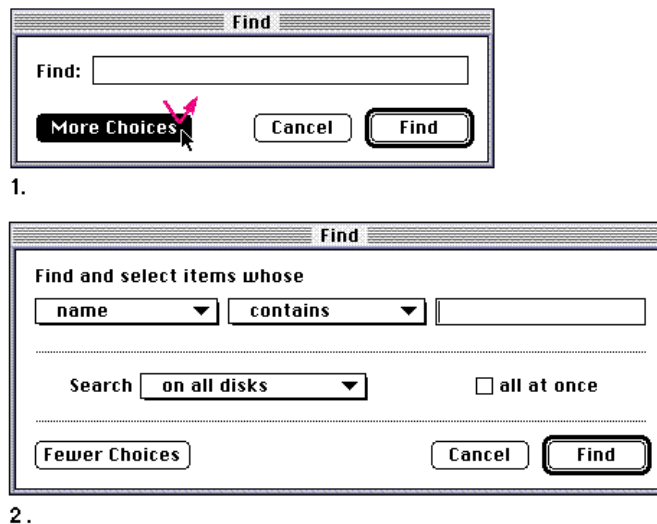 Find
Find:
More Choices Cancel Find
1.
Find
Find and select items whose
name contains
Search on all disks all at once
Fewer Choices Cancel Find
2.